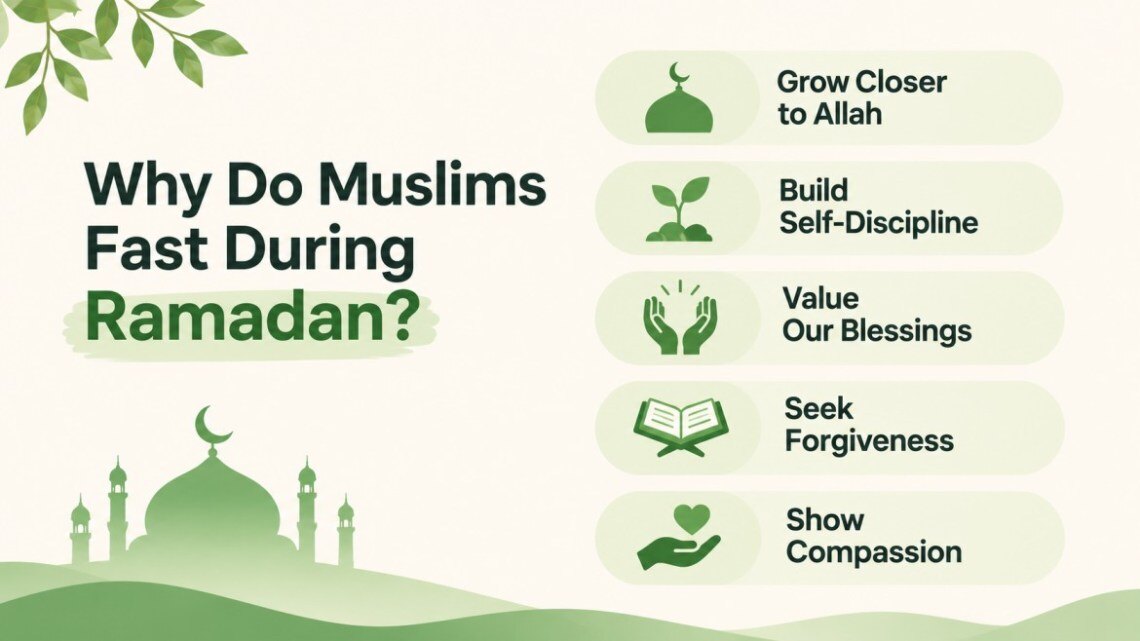 Why Do Muslims
Fast During
Ramadan?
Grow Closer
to Allah
Build
Self-Discipline
Value
Our Blessings
Seek
Forgiveness
Show
Compassion